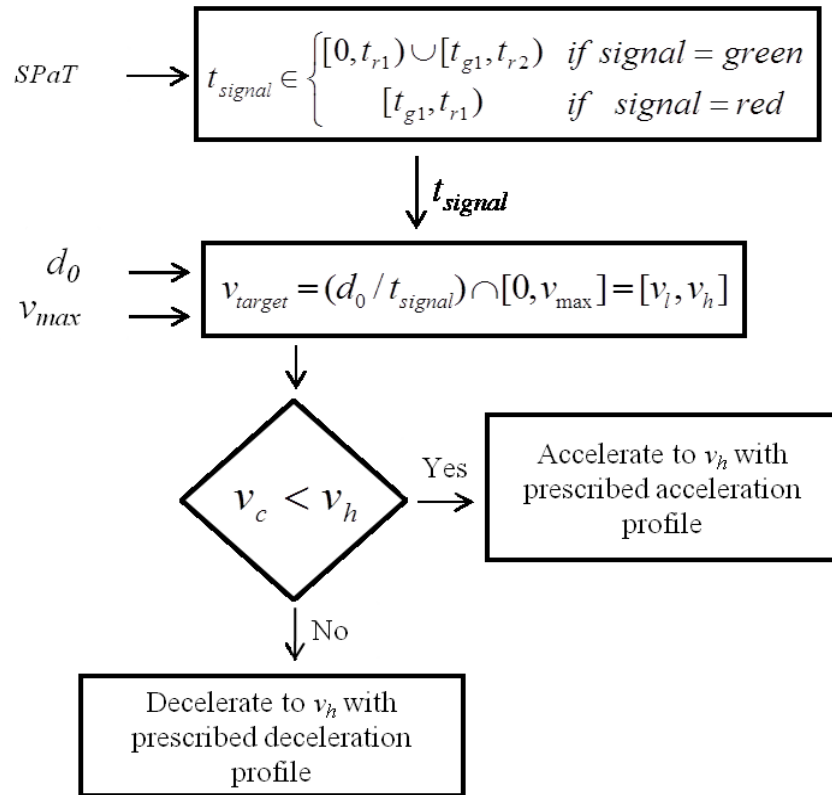 SPaT
t_signal ∈ { [0, t_r1) ∪ [t_g1, t_r2) if signal = green
[t_g1, t_r1) if signal = red
t_signal
d_0
v_max
v_target = (d_0 / t_signal) ∩ [0, v_max] = [v_l, v_h]
v_c < v_h
Yes
Accelerate to v_h with
prescribed acceleration
profile
No
Decelerate to v_h with
prescribed deceleration
profile